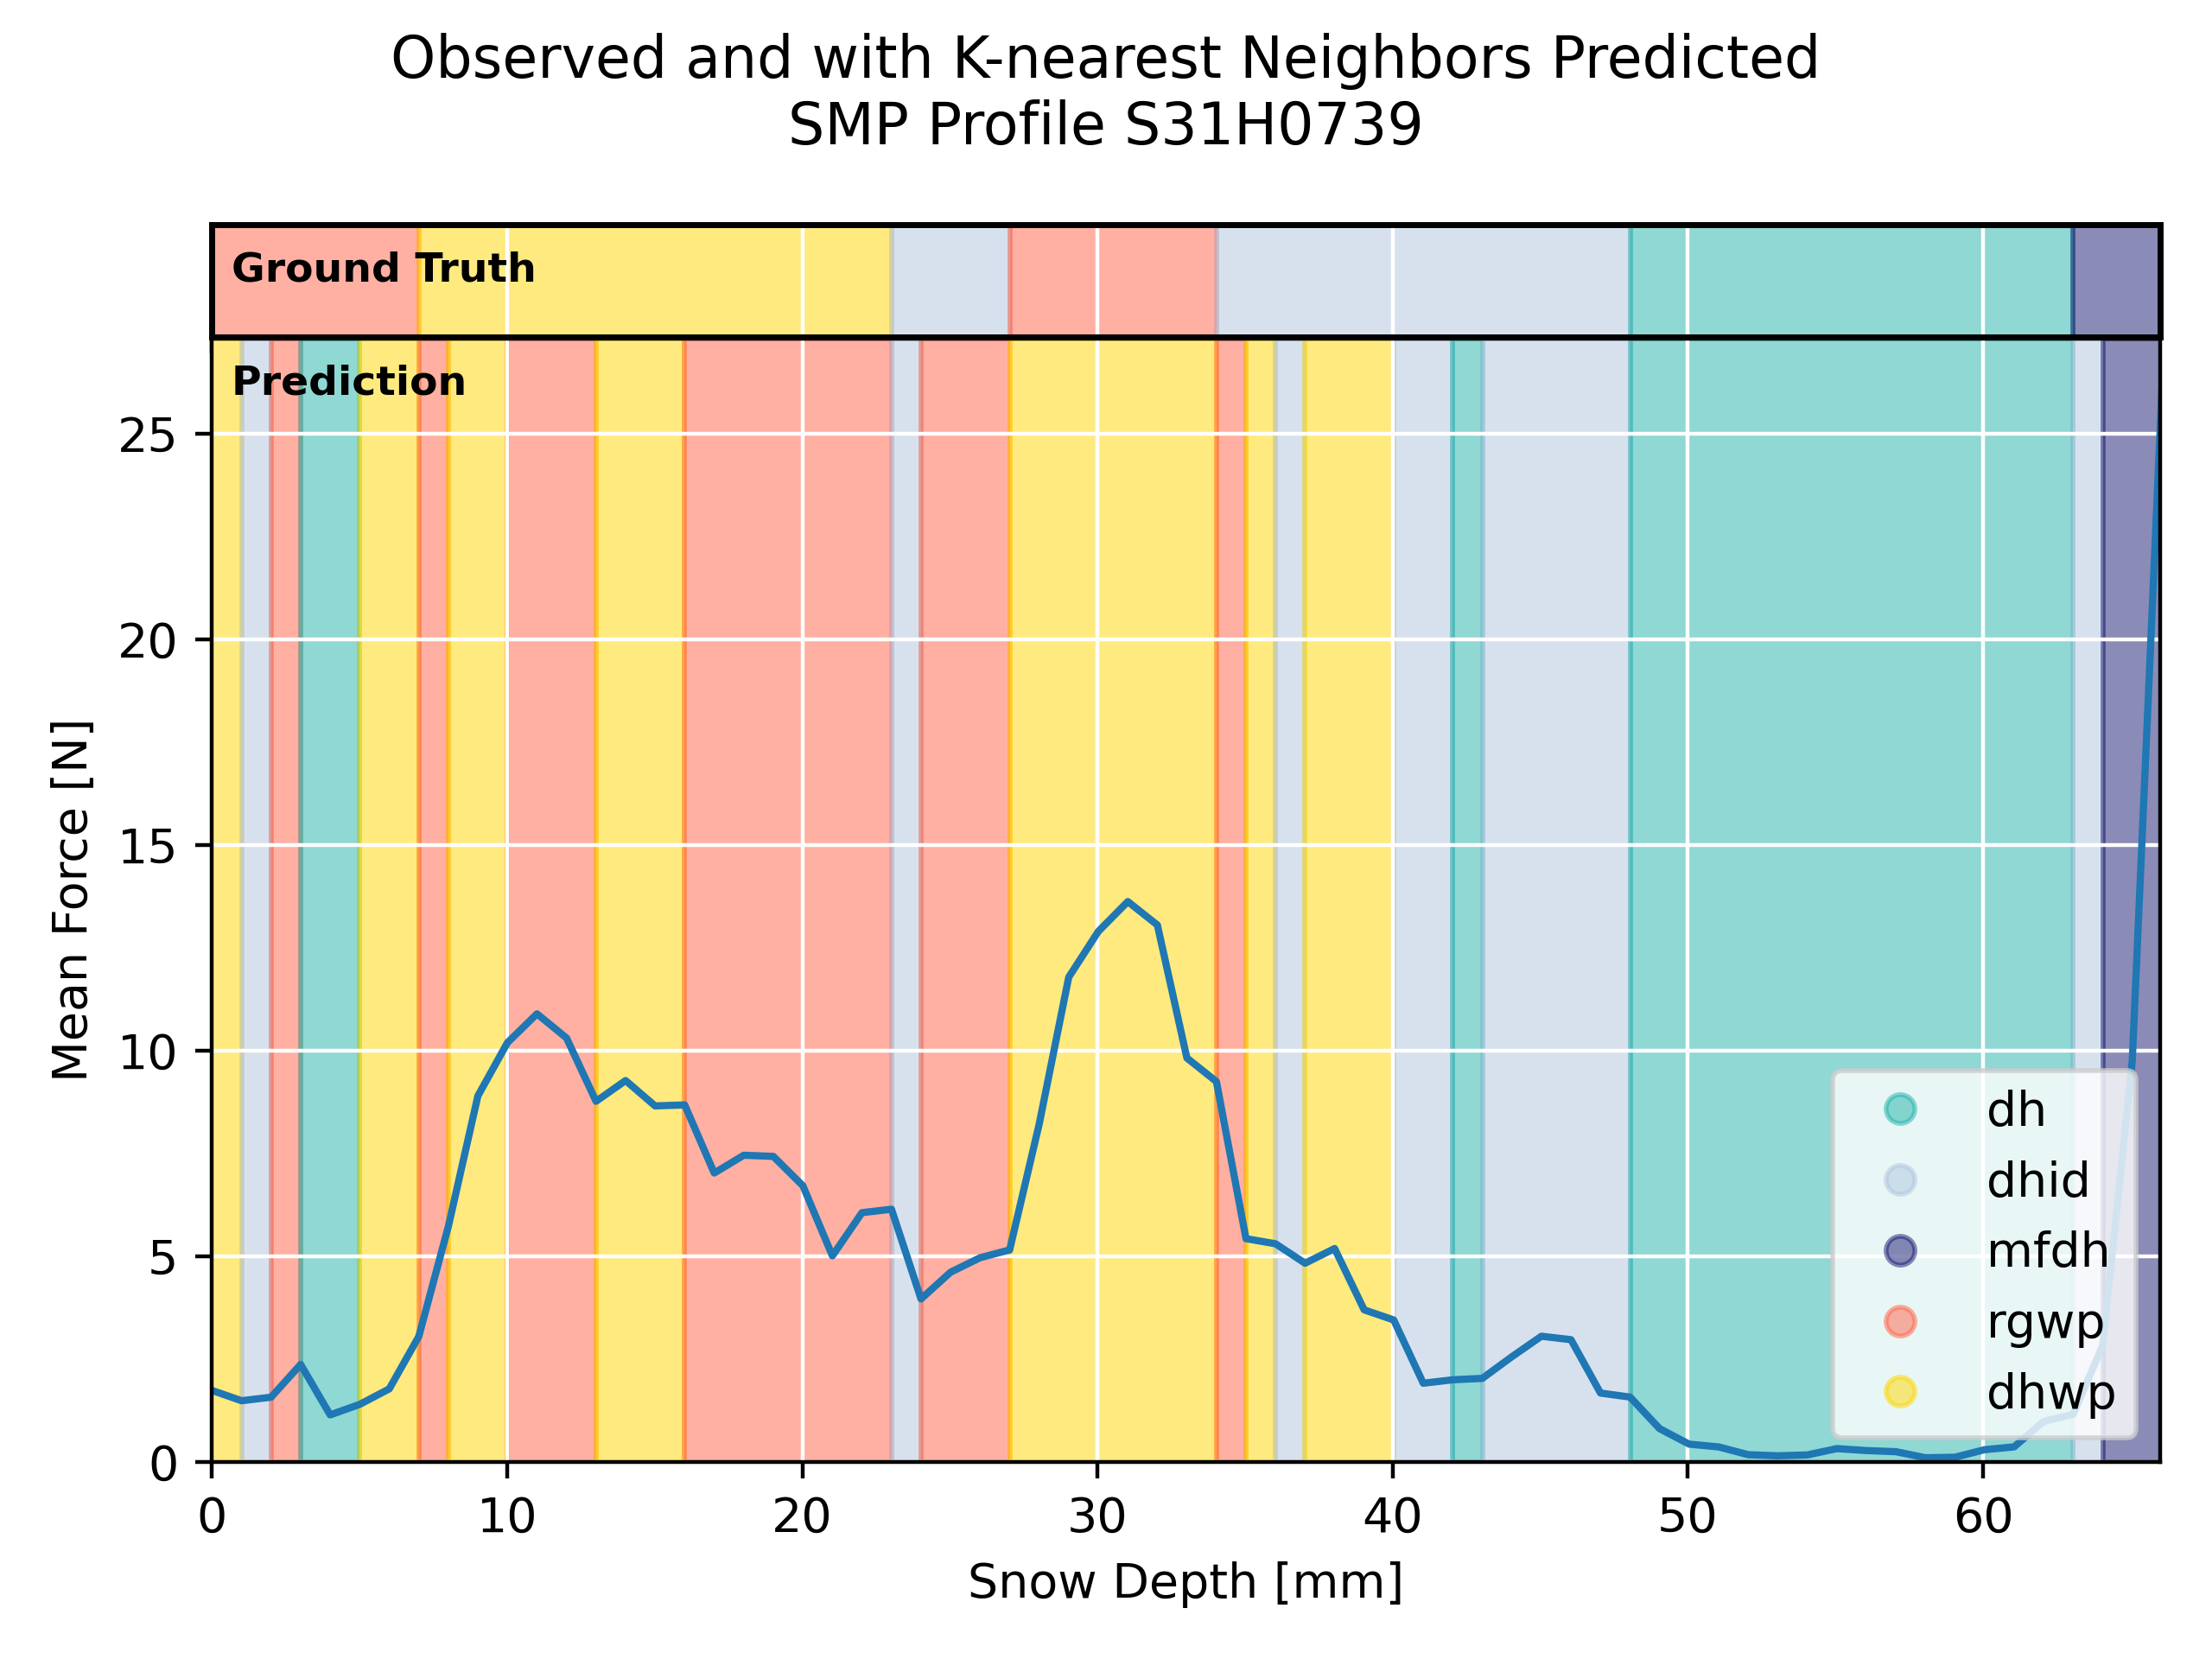 Observed and with K-nearest Neighbors Predicted
SMP Profile S31H0739
Ground Truth
Prediction
25
20
15
10
5
0
Mean Force [N]
0 10 20 30 40 50 60
Snow Depth [mm]
dh
dhid
mfdh
rgwp
dhwp